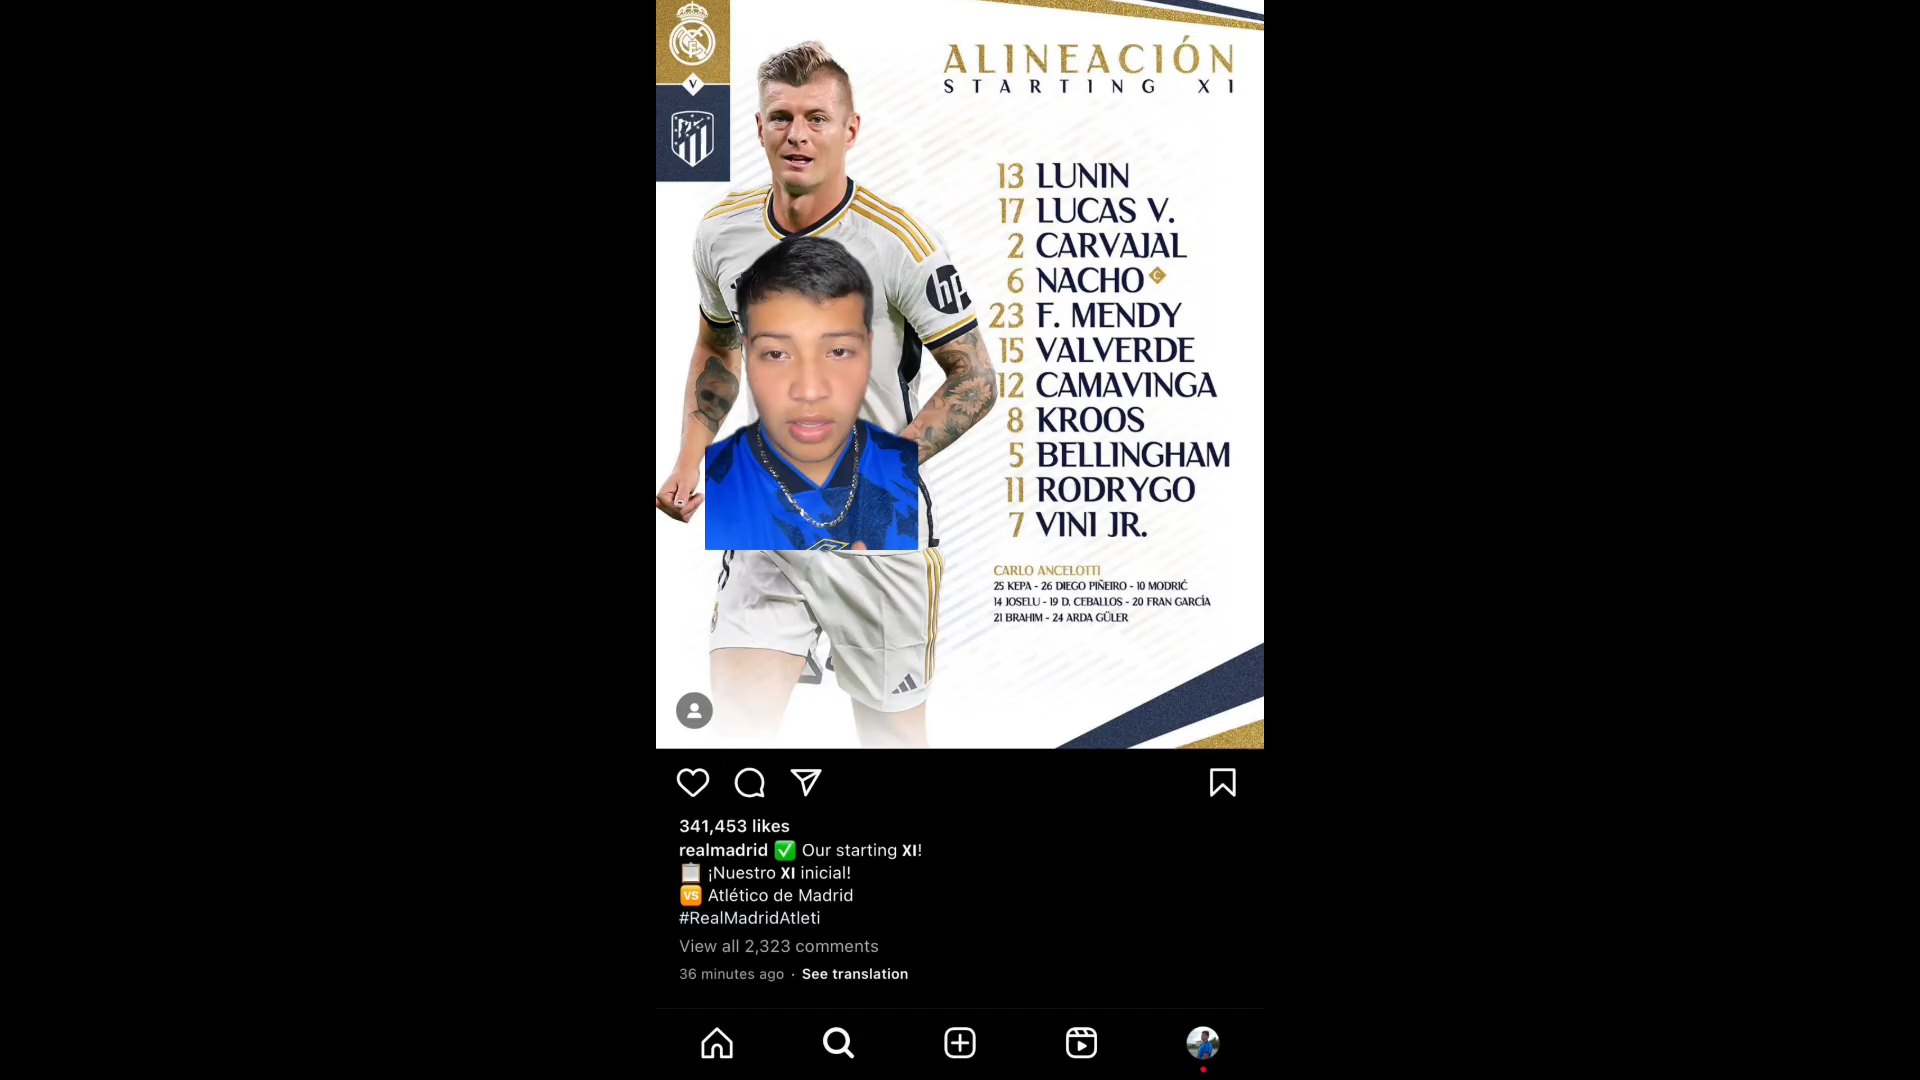 V
ALINEACIÓN
STARTING XI
hp
13 LUNIN
17 LUCAS V.
2 CARVAJAL
6 NACHO C
23 F. MENDY
15 VALVERDE
12 CAMAVINGA
8 KROOS
5 BELLINGHAM
11 RODRYGO
7 VINI JR.
CARLO ANCELOTTI
25 KEPA - 26 DIEGO PIÑEIRO - 10 MODRIĆ
14 JOSELU - 19 D. CEBALLOS - 20 FRAN GARCÍA
21 BRAHIM - 24 ARDA GÜLER
341,453 likes
realmadrid ✅ Our starting XI!
📋 ¡Nuestro XI inicial!
🆚 Atlético de Madrid
#RealMadridAtleti
View all 2,323 comments
36 minutes ago · See translation